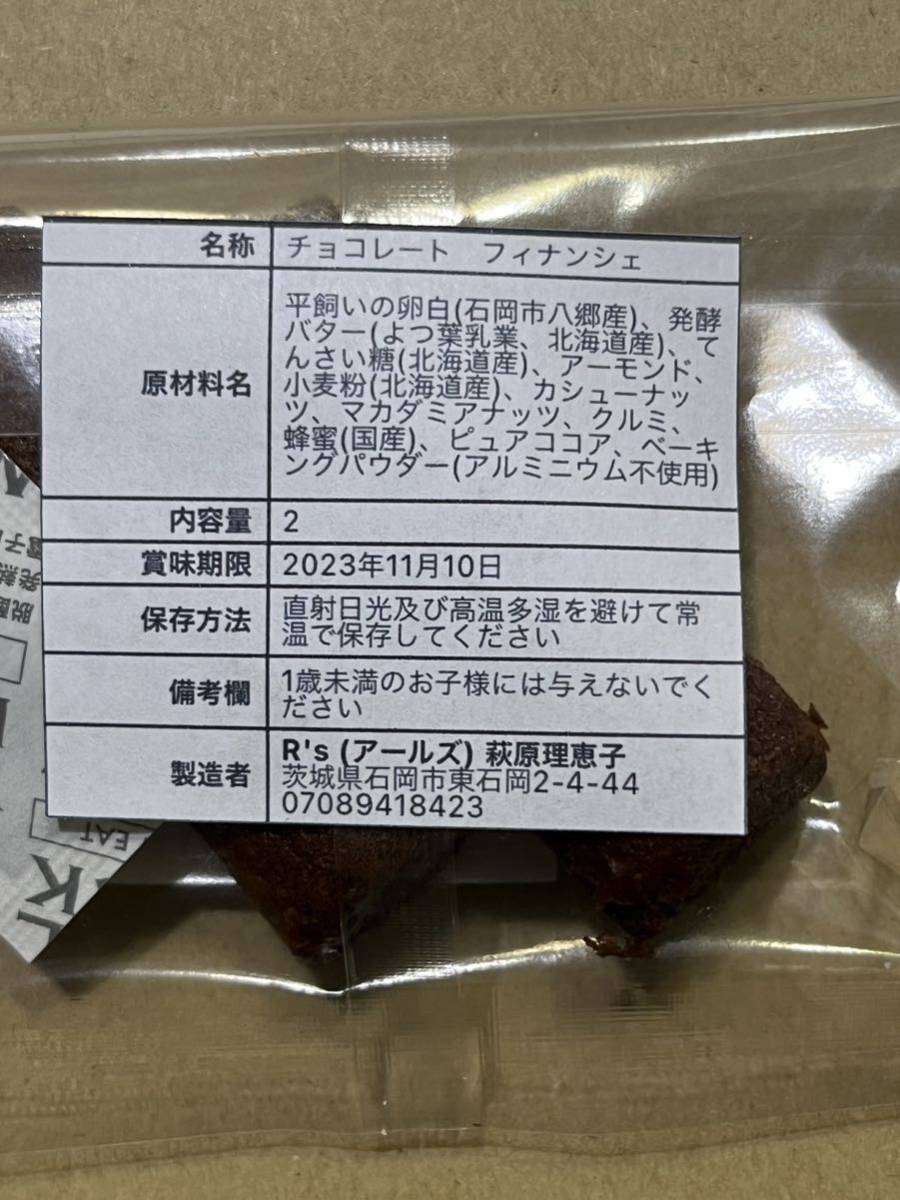 名称 チョコレート　フィナンシェ
原材料名
平飼いの卵白(石岡市八郷産)、発酵
バター(よつ葉乳業、北海道産)、て
んさい糖(北海道産)、アーモンド、
小麦粉(北海道産)、カシューナッ
ツ、マカダミアナッツ、クルミ、
蜂蜜(国産)、ピュアココア、ベーキ
ングパウダー(アルミニウム不使用)
内容量 2
賞味期限 2023年11月10日
保存方法
直射日光及び高温多湿を避けて常
温で保存してください
備考欄
1歳未満のお子様には与えないでく
ださい
製造者
R's (アールズ) 萩原理恵子
茨城県石岡市東石岡2-4-44
07089418423
EAT